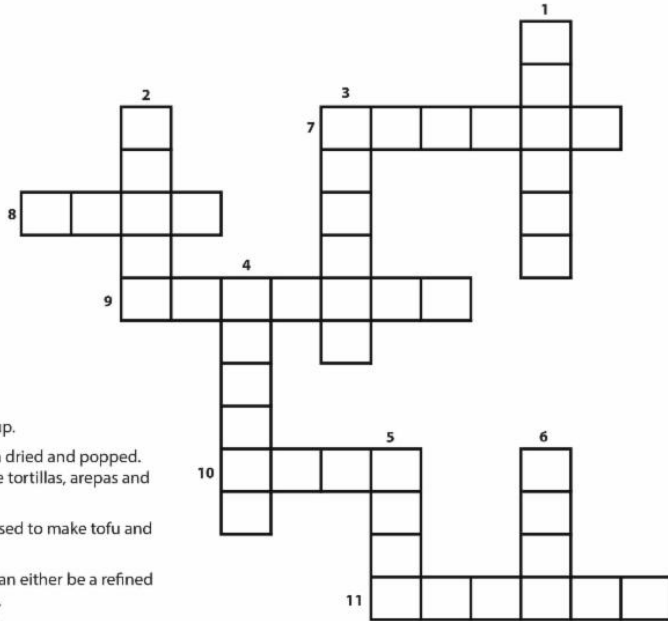 1
2 3
7
8
4
9
up.
dried and popped.
e tortillas, arepas and
5 6
10
sed to make tofu and
an either be a refined
11